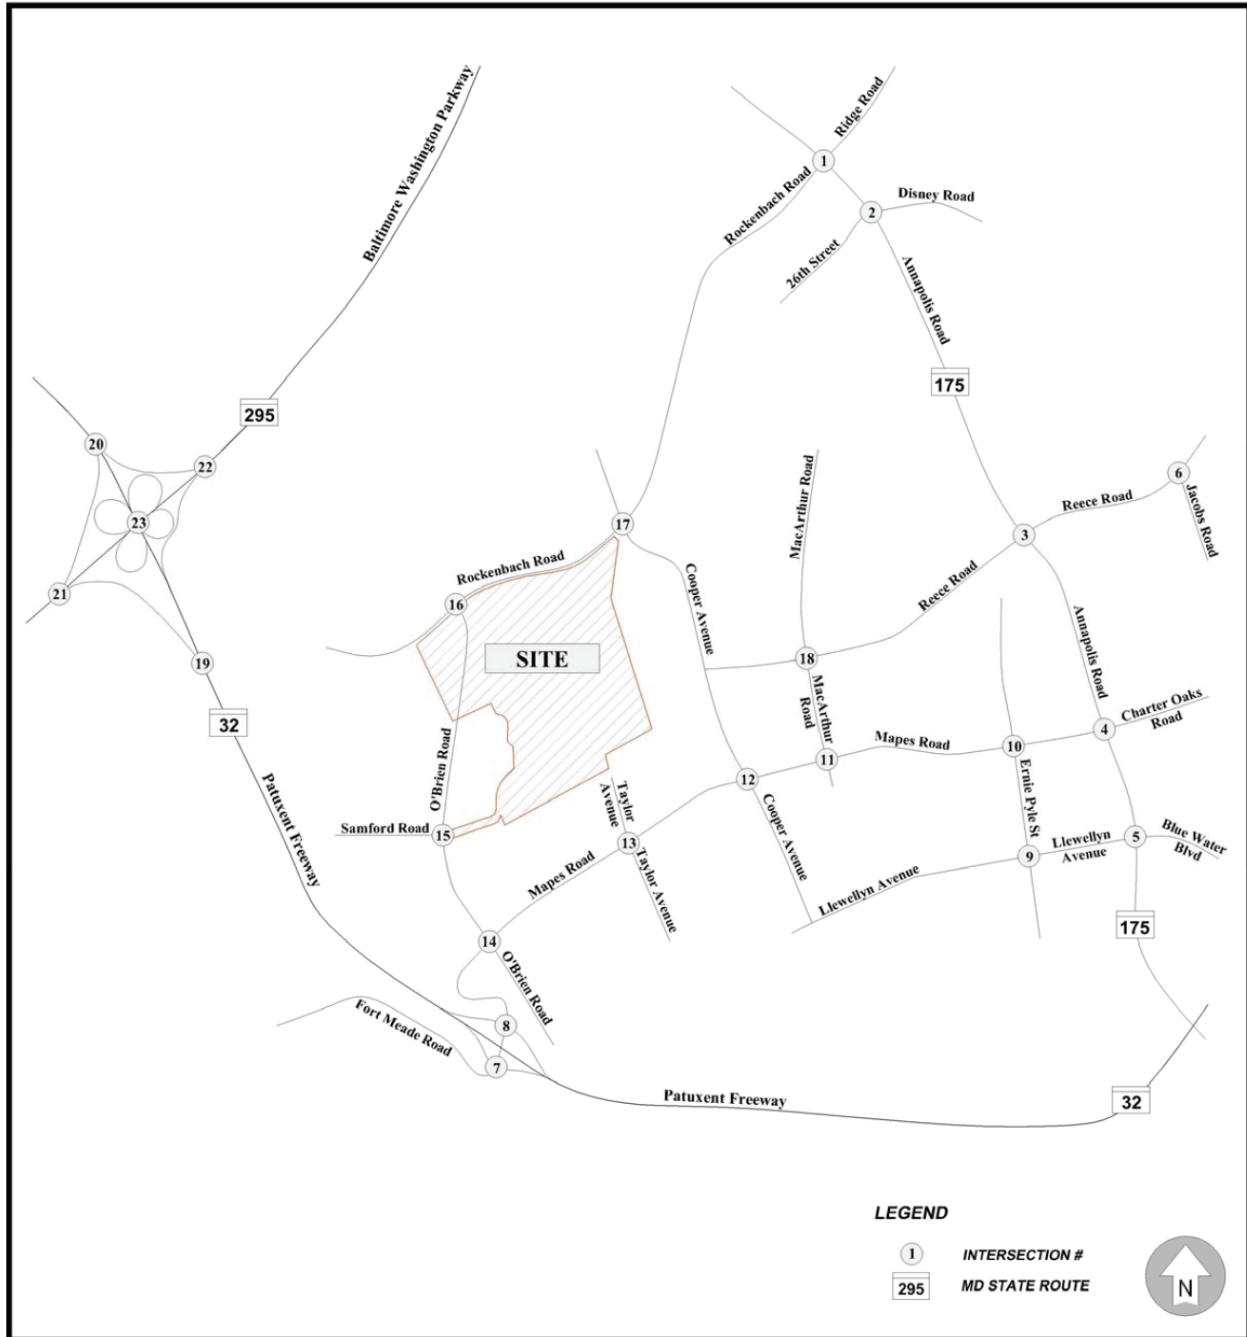 Baltimore Washington Parkway
Ridge Road
1
Rockenbach Road
Disney Road
2
26th Street
Annapolis Road
175
295
20
22
23
21
19
32
Patuxent Freeway
17
Rockenbach Road
16
SITE
Cooper Avenue
MacArthur Road
6
Jacobs Road
Reece Road
3
Reece Road
18
MacArthur
Road
Annapolis Road
Charter Oaks
Road
4
Mapes Road
10
11
12
Ernie Pyle St
O'Brien Road
Samford Road
15
Taylor
Avenue
13
Taylor Avenue
Cooper Avenue
Mapes Road
Llewellyn
Avenue
5
Blue Water
Blvd
9
Llewellyn Avenue
175
14
O'Brien Road
8
Fort Meade Road
7
Patuxent Freeway
32
LEGEND
1
INTERSECTION #
295
MD STATE ROUTE
N